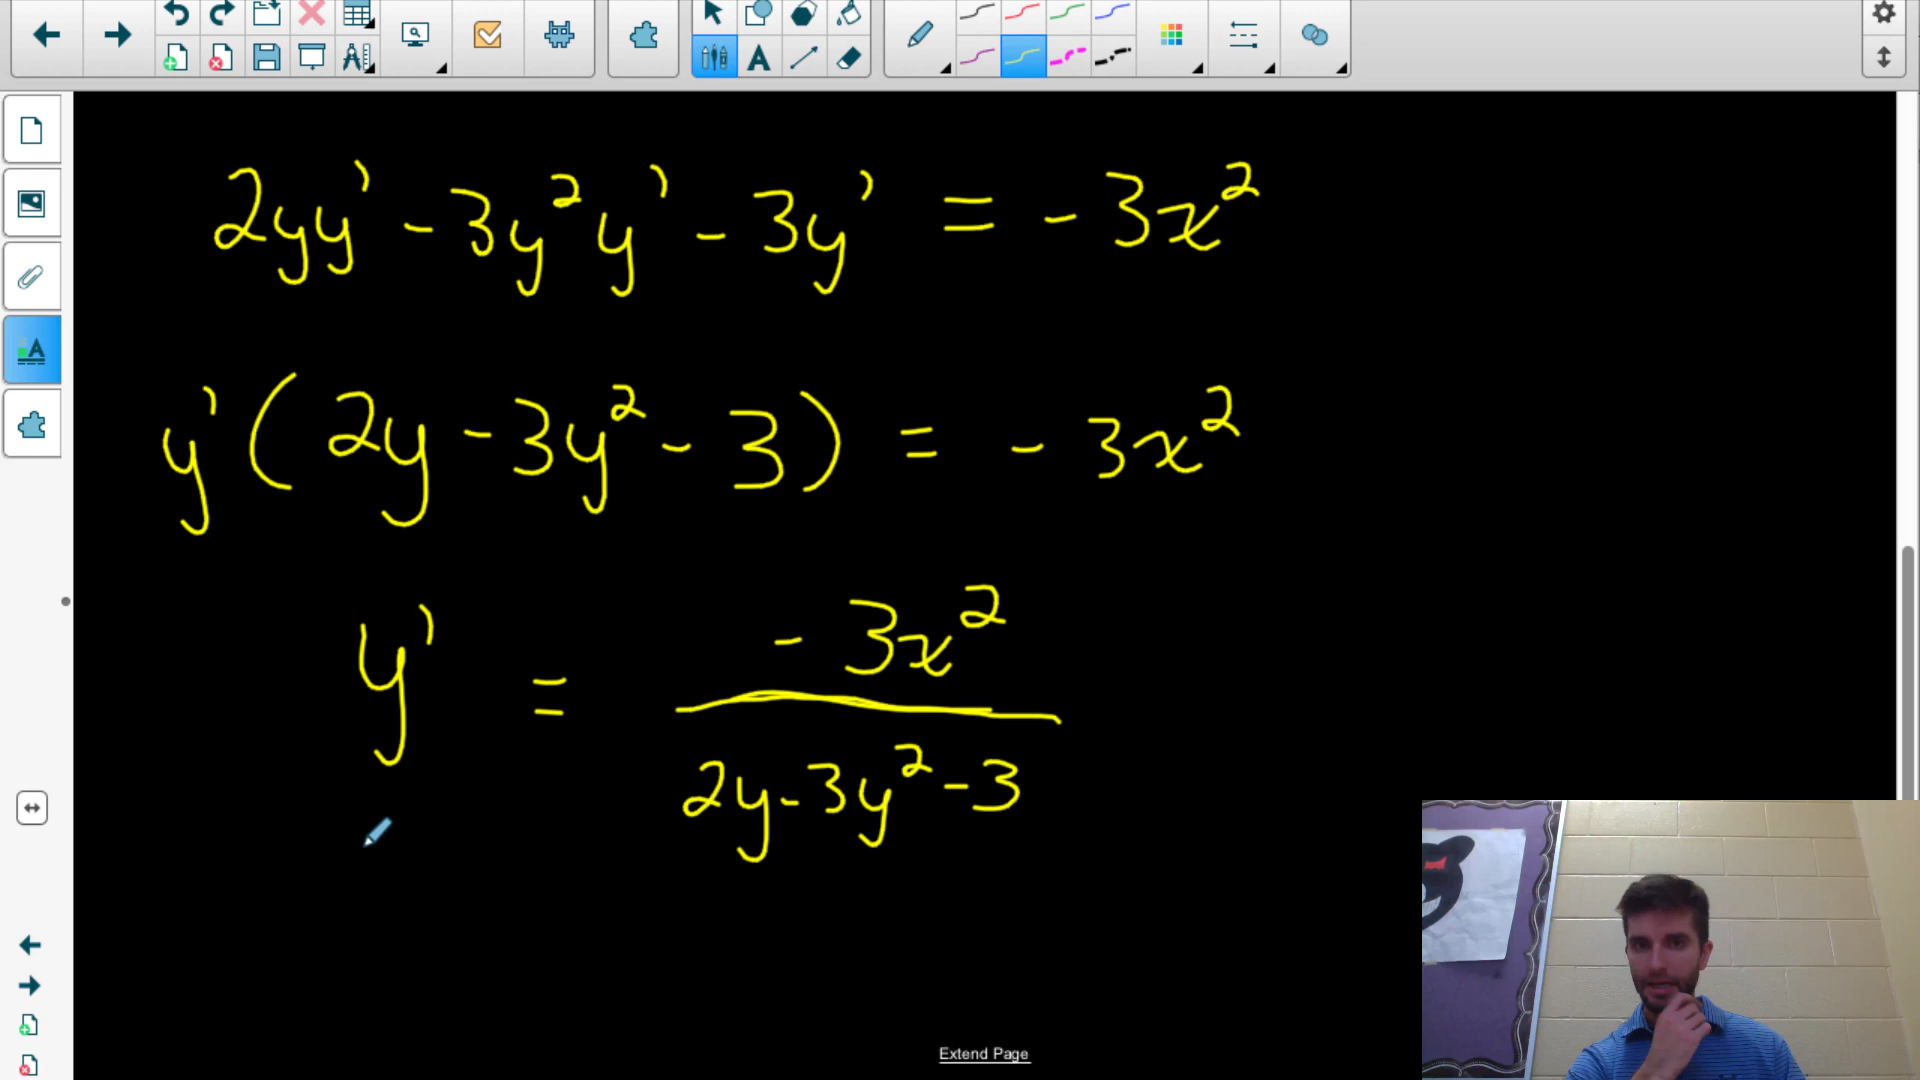 2yy' - 3y²y' - 3y' = -3x²
y'(2y - 3y² - 3) = -3x²
y' = -3x² / 2y - 3y² - 3
Extend Page